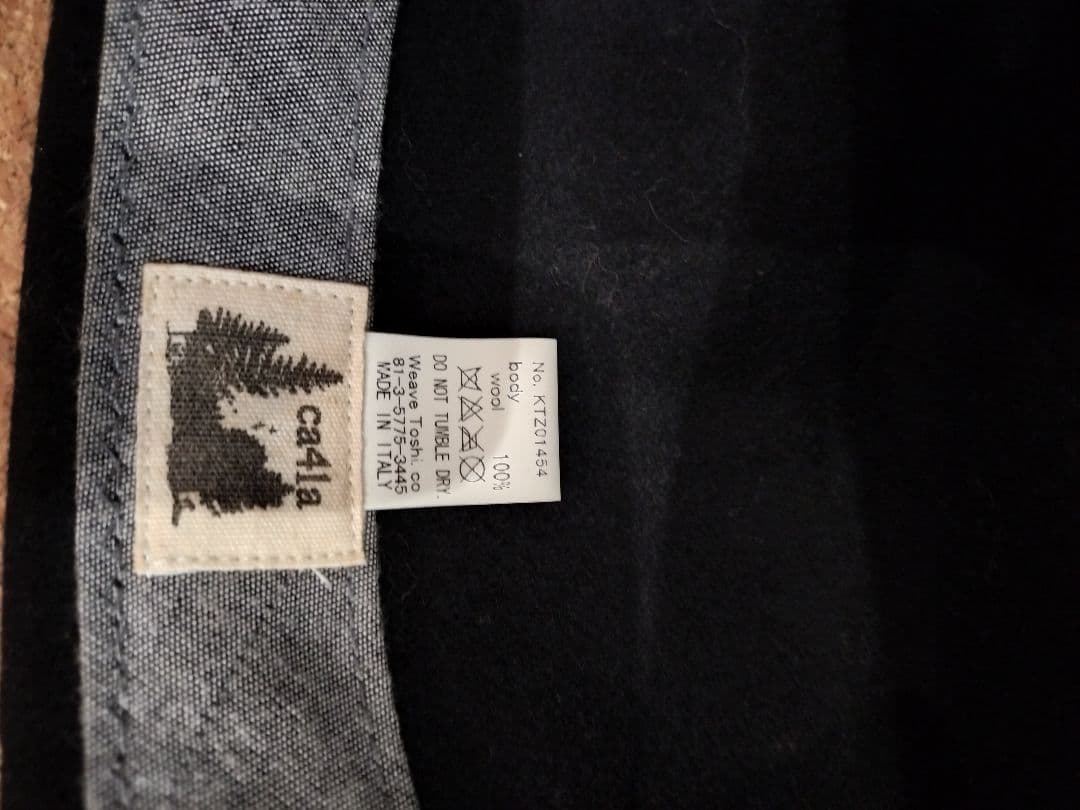 ca4la
No. KTZ01454
body
wool 100%
DO NOT TUMBLE DRY.
Weave Toshi. co
81-3-5775-3445
MADE IN ITALY